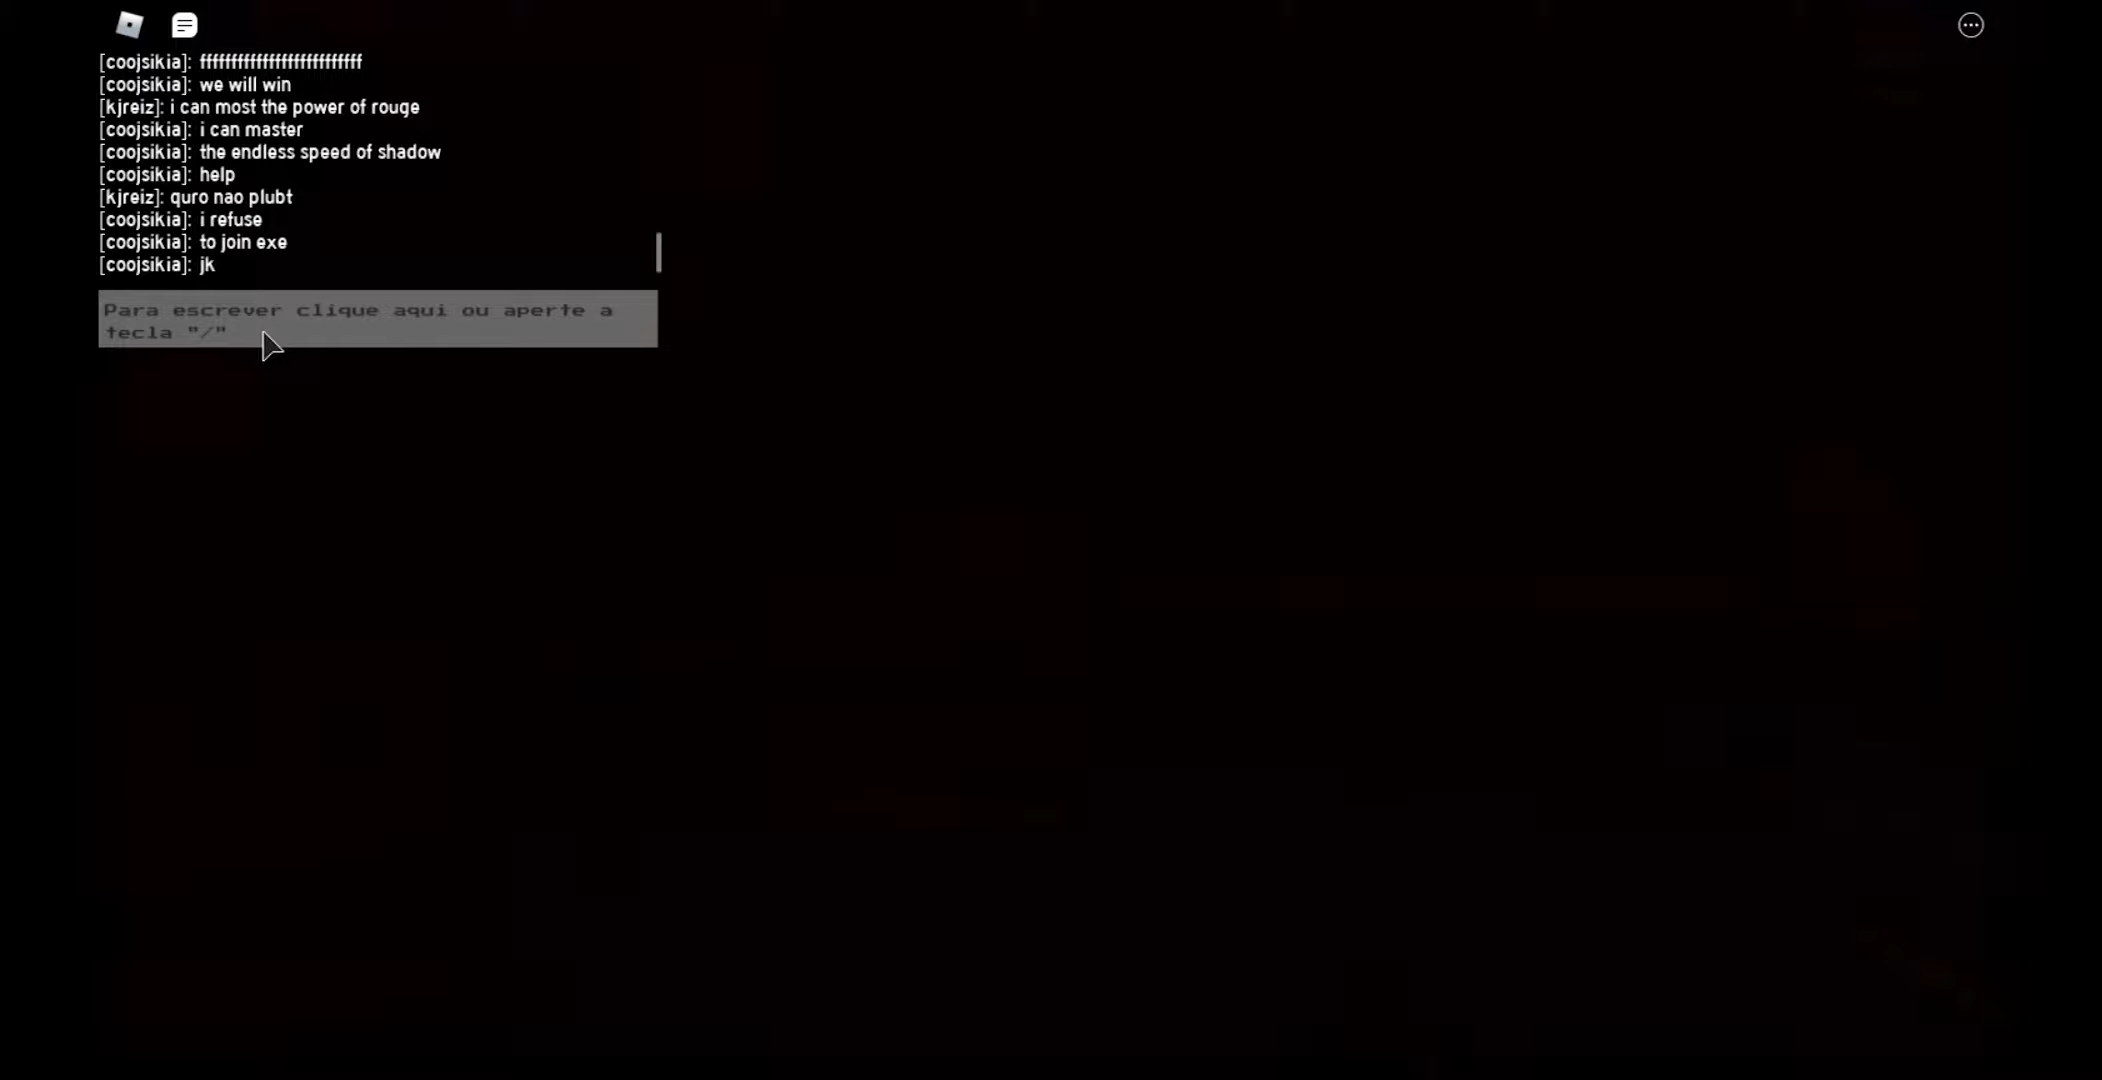 [coojsikia]: ffffffffffffffffffffffffff
[coojsikia]: we will win
[kjreiz]: i can most the power of rouge
[coojsikia]: i can master
[coojsikia]: the endless speed of shadow
[coojsikia]: help
[kjreiz]: quro nao plubt
[coojsikia]: i refuse
[coojsikia]: to join exe
[coojsikia]: jk
Para escrever clique aqui ou aperte a
tecla "/"